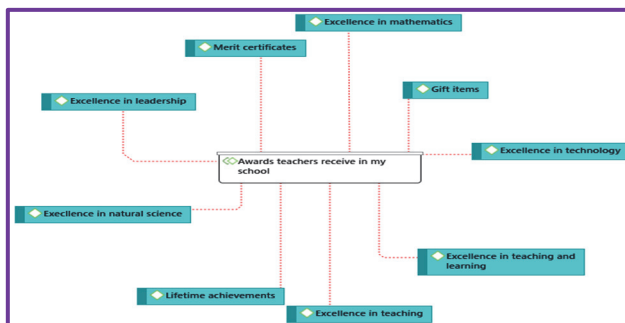 Excellence in mathematics
Merit certificates
Gift items
Excellence in leadership
Excellence in technology
Awards teachers receive in my
school
Execllence in natural science
Excellence in teaching and
learning
Lifetime achievements
Excellence in teaching